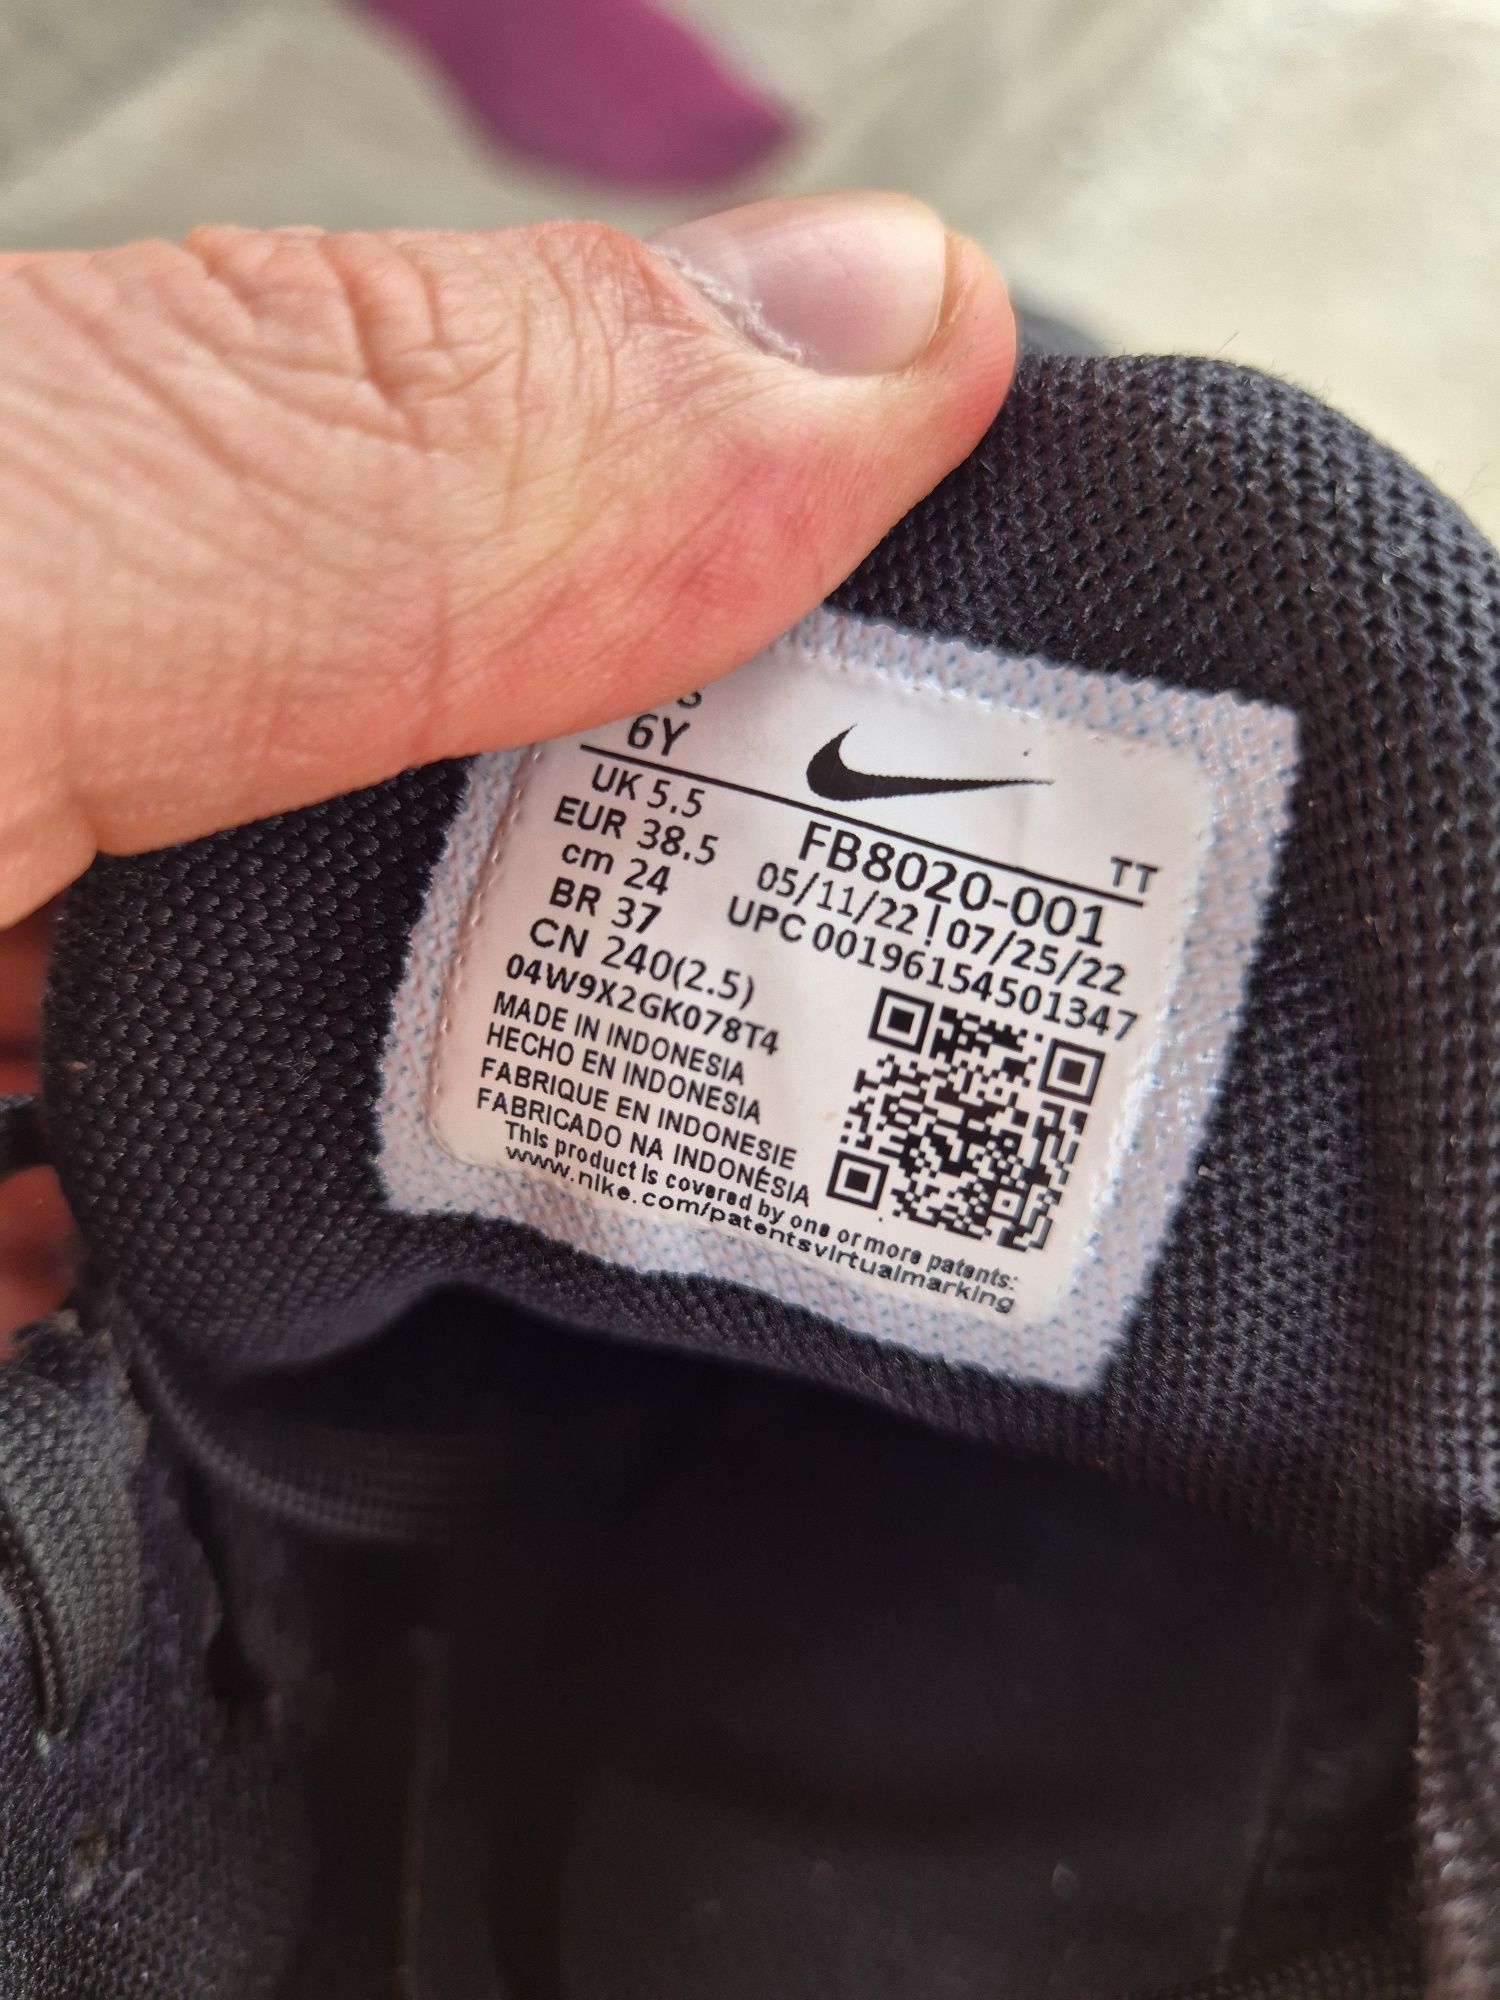 6Y
TT
UK 5.5
EUR 38.5
cm 24
BR 37
CN 240(2.5)
04W9X2GK078T4
FB8020-001
05/11/22 | 07/25/22
UPC 00196154501347
MADE IN INDONESIA
HECHO EN INDONESIA
FABRIQUE EN INDONESIE
FABRICADO NA INDONÉSIA
This product is covered by one or more patents:
www.nike.com/patentsvirtualmarking